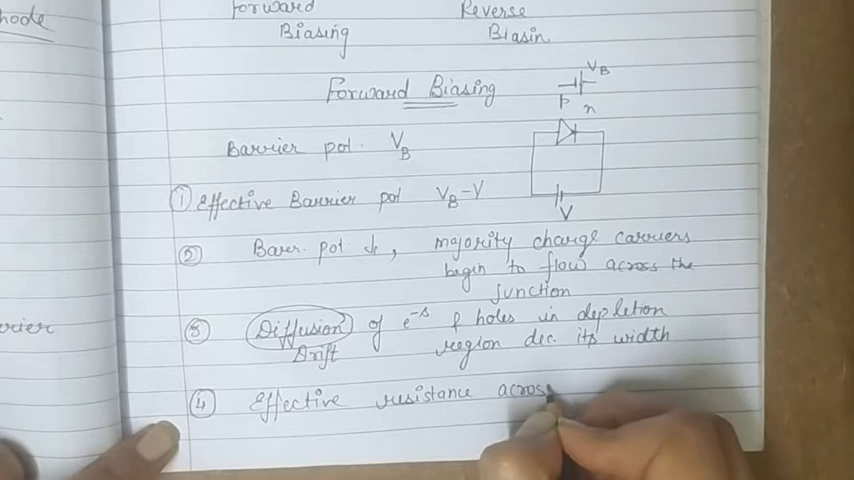 hode
Forward Reverse
Biasing Biasin
Forward Biasing
VB
p n
Barrier pot. VB
① Effective Barrier pot VB-V
V
② Barr. pot ↓, majority charge carriers
begin to flow across the
junction
③ Diffusion of e-s & holes in depletion
Drift region dec. its width
rrier
④ Effective resistance across